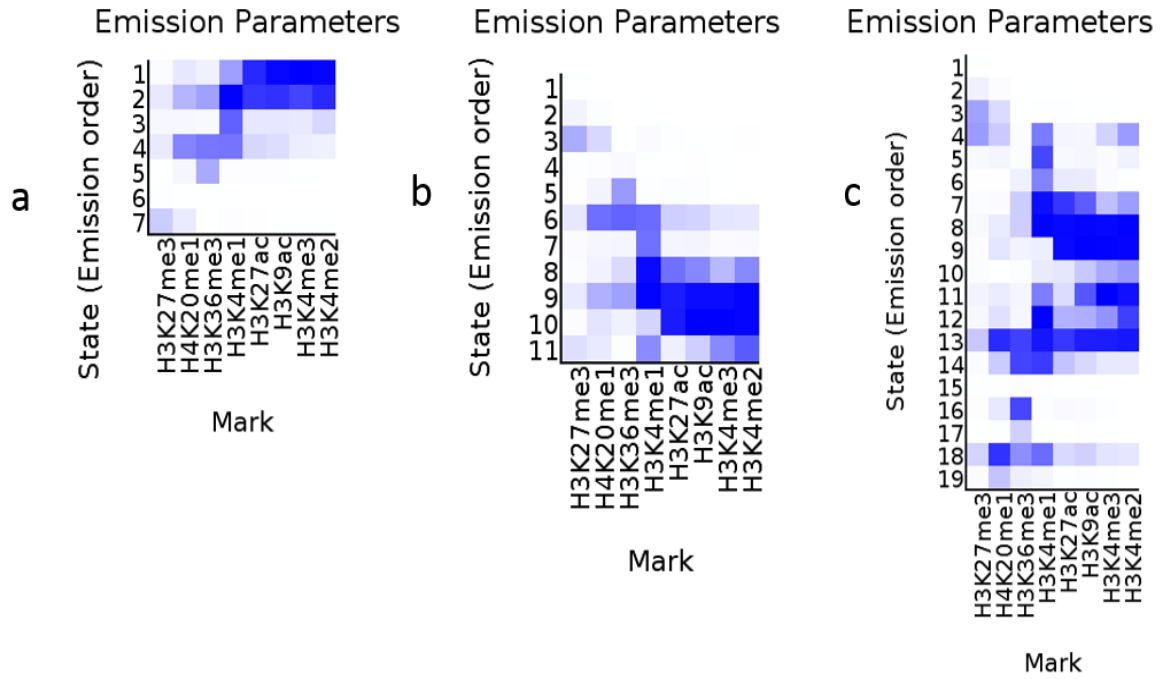 a
Emission Parameters
State (Emission order)
1
2
3
4
5
6
7
H3K27me3
H4K20me1
H3K36me3
H3K4me1
H3K27ac
H3K9ac
H3K4me3
H3K4me2
Mark
b
Emission Parameters
State (Emission order)
1
2
3
4
5
6
7
8
9
10
11
H3K27me3
H4K20me1
H3K36me3
H3K4me1
H3K27ac
H3K9ac
H3K4me3
H3K4me2
Mark
c
Emission Parameters
State (Emission order)
1
2
3
4
5
6
7
8
9
10
11
12
13
14
15
16
17
18
19
H3K27me3
H4K20me1
H3K36me3
H3K4me1
H3K27ac
H3K9ac
H3K4me3
H3K4me2
Mark